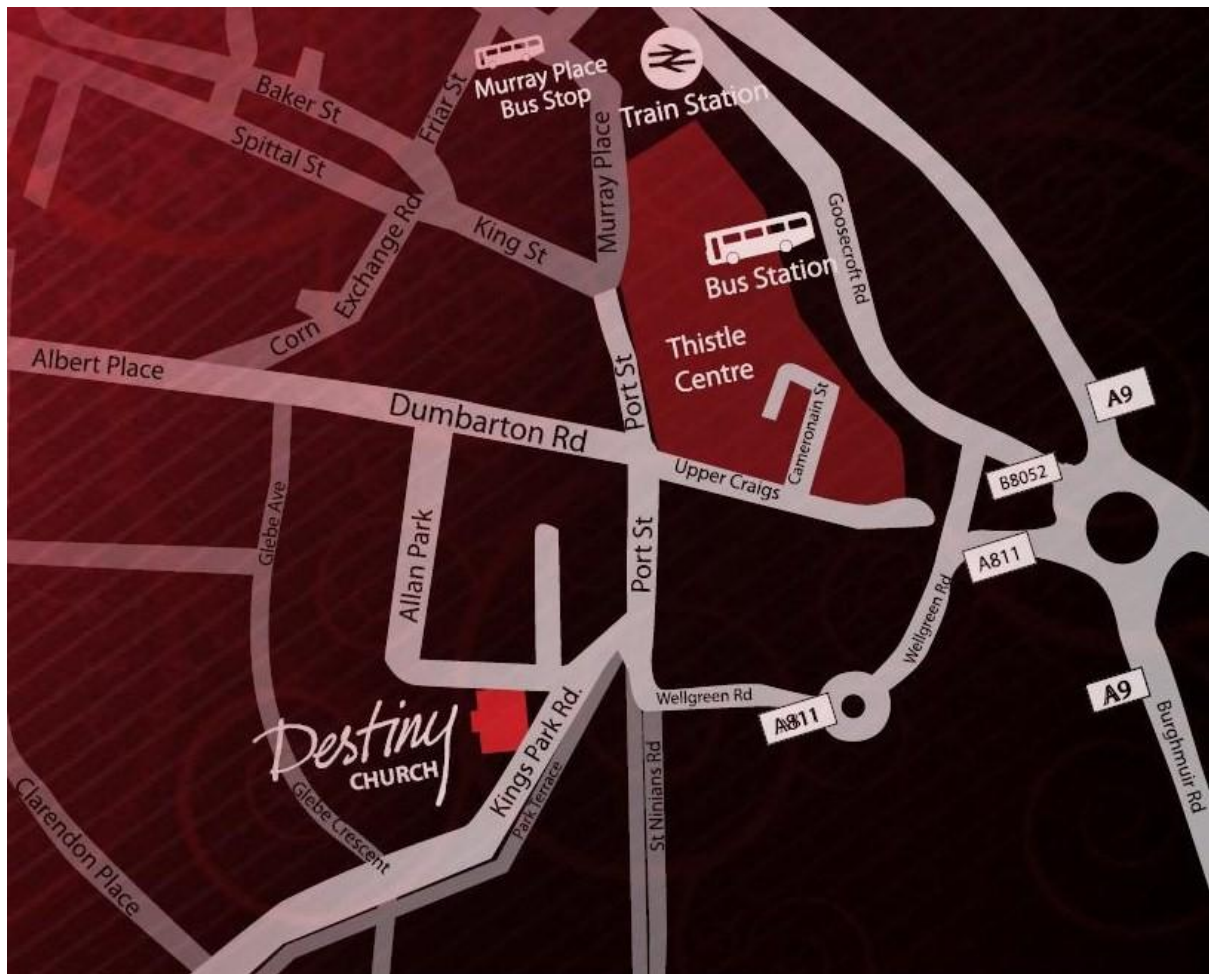 Murray Place
Bus Stop
Train Station
Baker St
Friar St
Spittal St
Murray Place
King St
Goosecroft Rd
Bus Station
Corn Exchange Rd
Thistle
Centre
Albert Place
Port St
Cameronain St
A9
Dumbarton Rd
Upper Craigs
B8052
Glebe Ave
Allan Park
Port St
A811
Wellgreen Rd
Wellgreen Rd
A811
A9
Burghmuir Rd
Destiny
CHURCH
Kings Park Rd.
Park Terrace
St Ninians Rd
Glebe Crescent
Clarendon Place